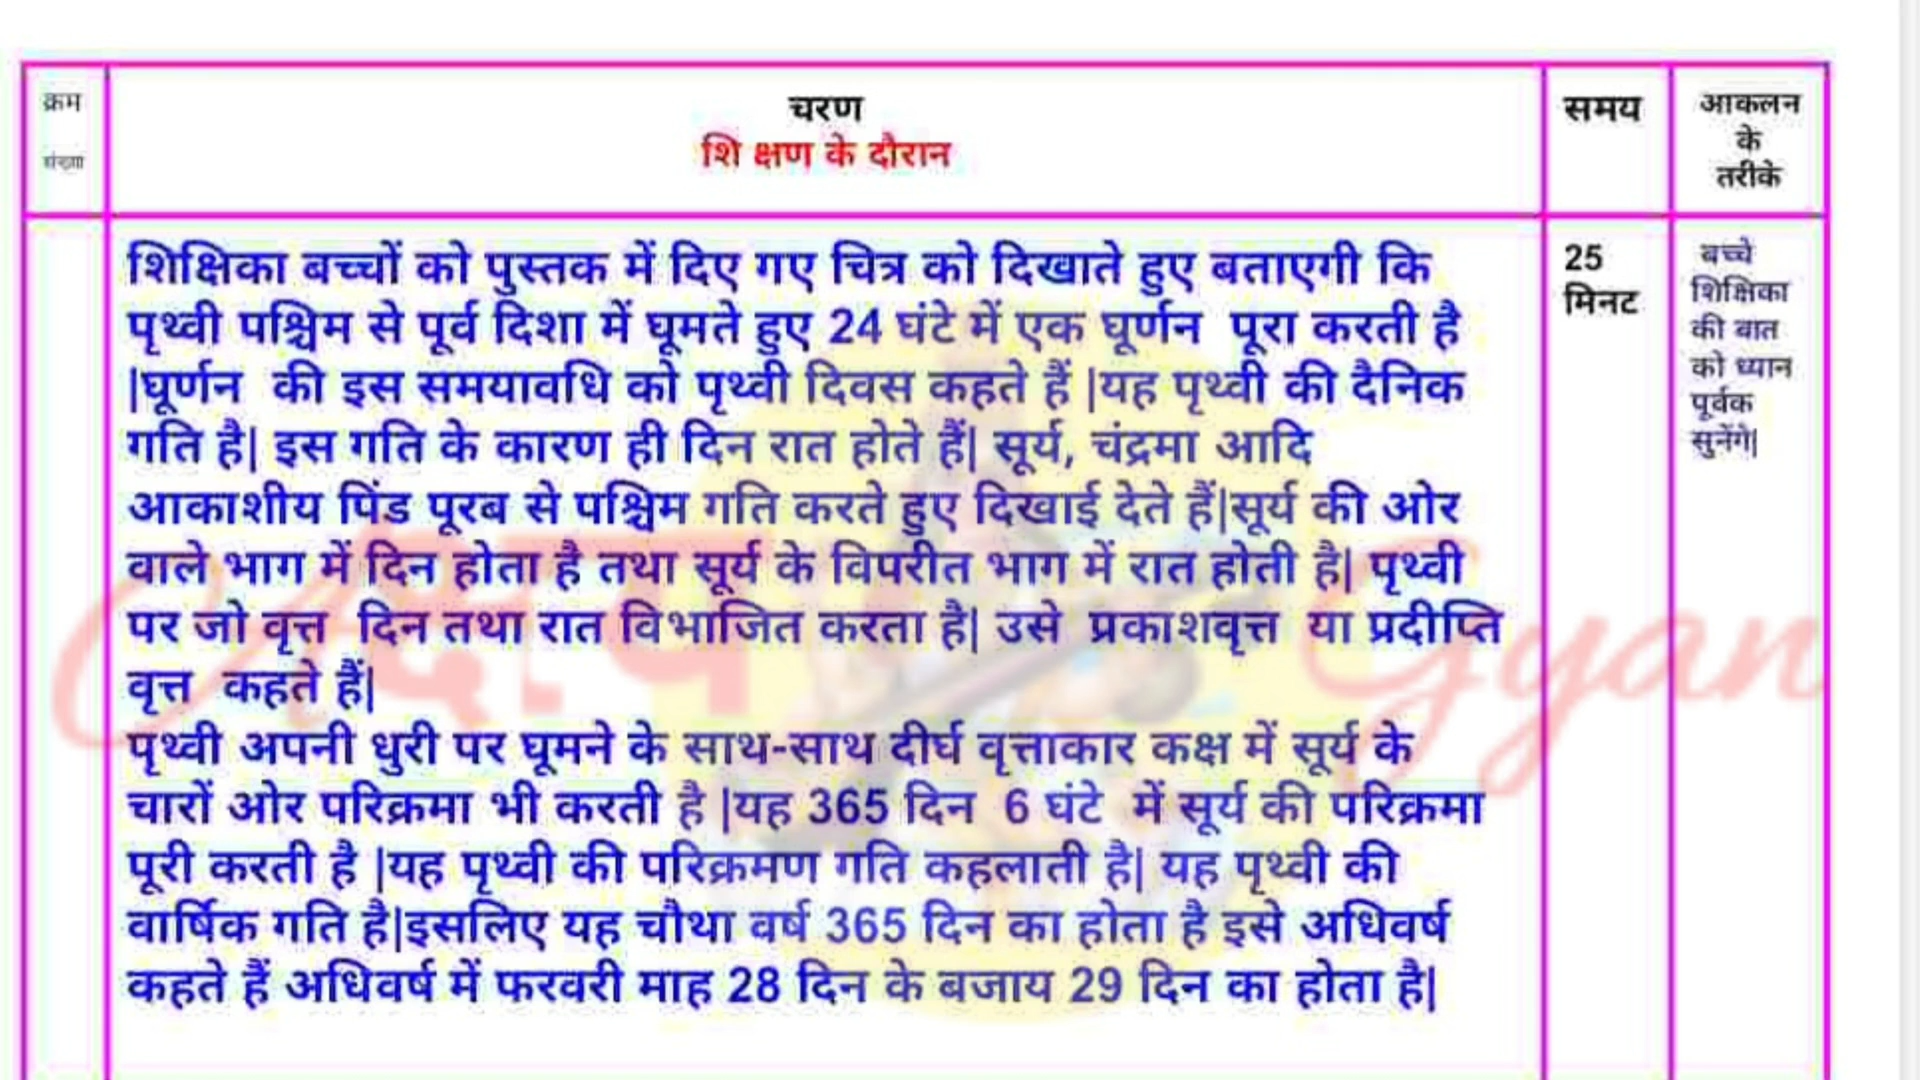 क्रम
संख्या
चरण
शि क्षण के दौरान
समय
आकलन
के
तरीके
शिक्षिका बच्चों को पुस्तक में दिए गए चित्र को दिखाते हुए बताएगी कि
पृथ्वी पश्चिम से पूर्व दिशा में घूमते हुए 24 घंटे में एक घूर्णन पूरा करती है
|घूर्णन की इस समयावधि को पृथ्वी दिवस कहते हैं |यह पृथ्वी की दैनिक
गति है| इस गति के कारण ही दिन रात होते हैं| सूर्य, चंद्रमा आदि
आकाशीय पिंड पूरब से पश्चिम गति करते हुए दिखाई देते हैं|सूर्य की ओर
वाले भाग में दिन होता है तथा सूर्य के विपरीत भाग में रात होती है| पृथ्वी
पर जो वृत्त दिन तथा रात विभाजित करता है| उसे प्रकाशवृत्त या प्रदीप्ति
वृत्त कहते हैं|
पृथ्वी अपनी धुरी पर घूमने के साथ-साथ दीर्घ वृत्ताकार कक्ष में सूर्य के
चारों ओर परिक्रमा भी करती है |यह 365 दिन 6 घंटे में सूर्य की परिक्रमा
पूरी करती है |यह पृथ्वी की परिक्रमण गति कहलाती है| यह पृथ्वी की
वार्षिक गति है|इसलिए यह चौथा वर्ष 365 दिन का होता है इसे अधिवर्ष
कहते हैं अधिवर्ष में फरवरी माह 28 दिन के बजाय 29 दिन का होता है|
25
मिनट
बच्चे
शिक्षिका
की बात
को ध्यान
पूर्वक
सुनेंगे|
Gyan